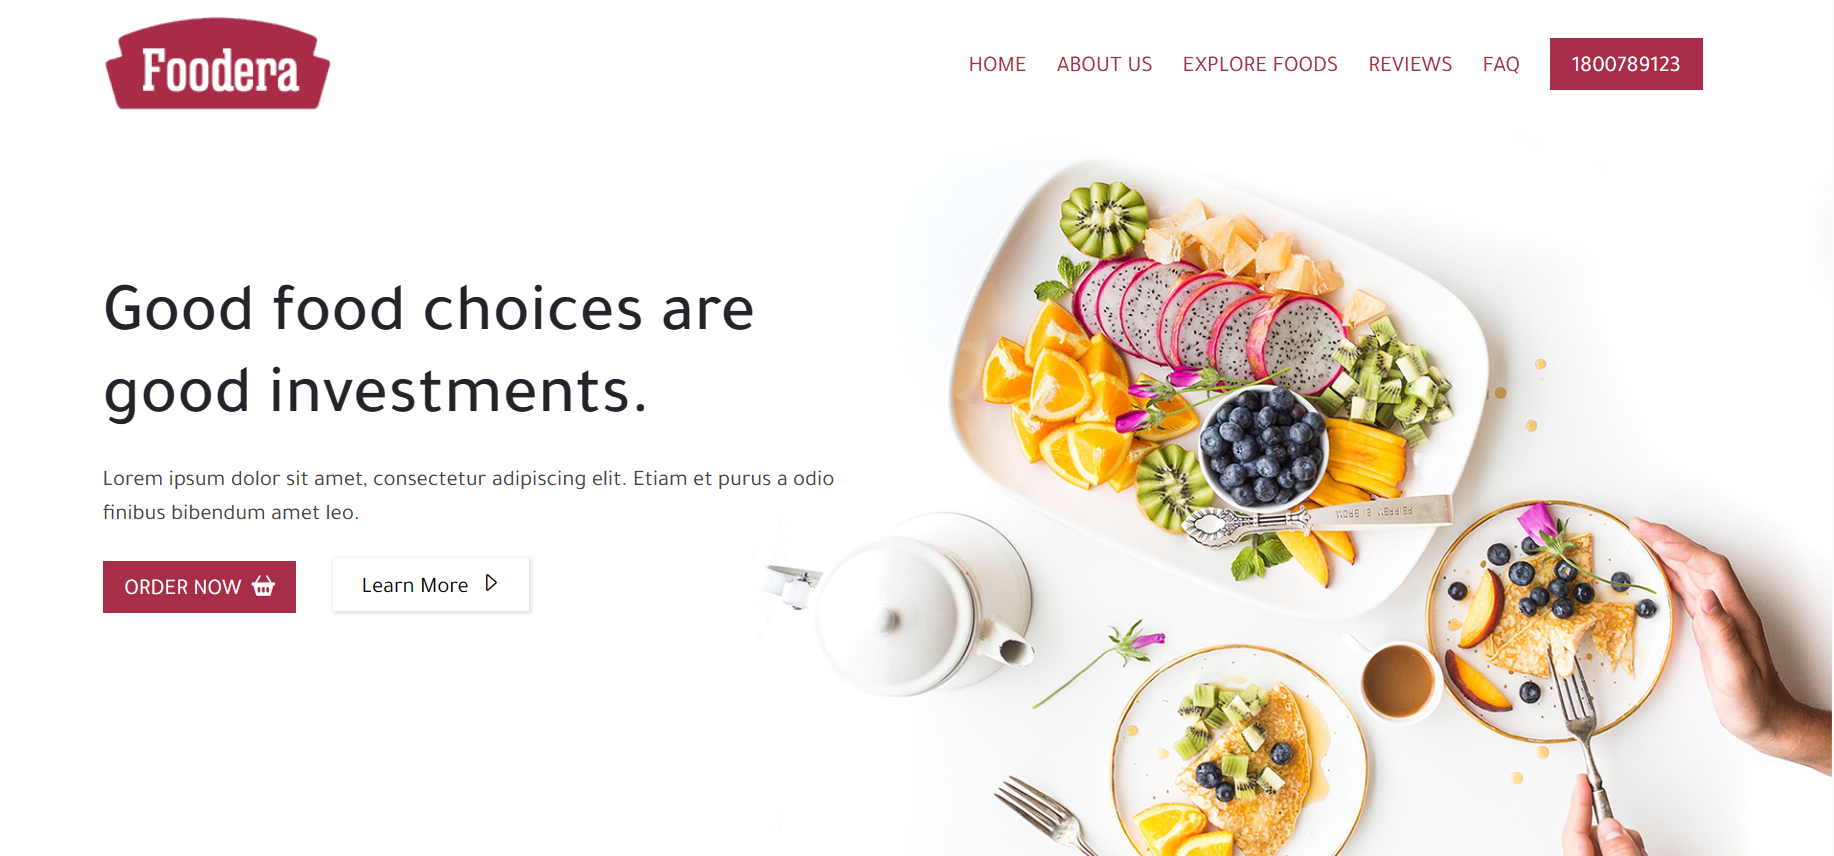 Foodera
HOME ABOUT US EXPLORE FOODS REVIEWS FAQ 1800789123
Good food choices are
good investments.
Lorem ipsum dolor sit amet, consectetur adipiscing elit. Etiam et purus a odio
finibus bibendum amet leo.
ORDER NOW Learn More